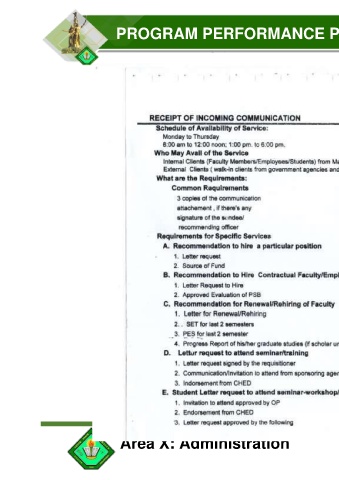 PROGRAM PERFORMANCE P
RECEIPT OF INCOMING COMMUNICATION
Schedule of Availability of Service:
Monday to Thursday
8:00 am to 12:00 noon; 1:00 pm. to 6:00 pm.
Who May Avail of the Service
Internal Clients (Faculty Members/Employees/Students) from Ma
External Clients ( walk-in clients from government agencies and
What are the Requirements:
Common Requirements
3 copies of the communication
attachement , if there's any
signature of the sender/
recommending officer
Requirements for Specific Services
A. Recommendation to hire a particular position
1. Letter request
2. Source of Fund
B. Recommendation to Hire Contractual Faculty/Empl
1. Letter Request to Hire
2. Approved Evaluation of PSB
C. Recommendation for Renewal/Rehiring of Faculty
1. Letter for Renewal/Rehiring
2. . SET for last 2 semesters
3. PES for last 2 semester
4. Progress Report of his/her graduate studies (if scholar un
D. Letter request to attend seminar/training
1. Letter request signed by the requisitioner
2. Communication/Invitation to attend from sponsoring agen
3. Indorsement from CHED
E. Student Letter request to attend seminar-workshop/
1. Invitation to attend approved by OP
2. Endorsement from CHED
3. Letter request approved by the following
Area X: Administration